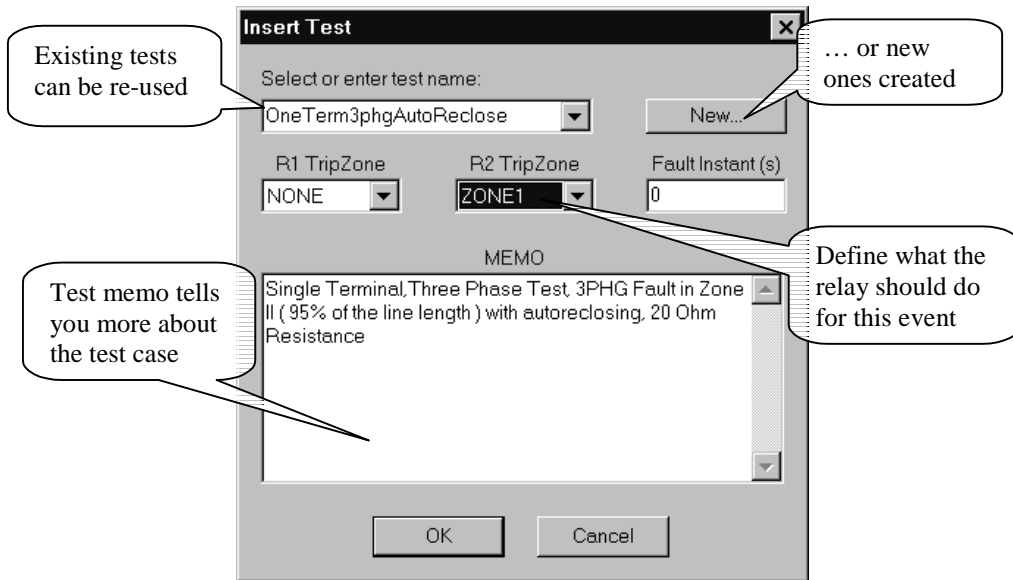 Insert Test
Existing tests
can be re-used
… or new
ones created
Select or enter test name:
OneTerm3phgAutoReclose
New...
R1 TripZone
R2 TripZone
Fault Instant (s)
NONE
ZONE1
0
Define what the
relay should do
for this event
MEMO
Test memo tells
you more about
the test case
Single Terminal,Three Phase Test, 3PHG Fault in Zone
II ( 95% of the line length ) with autoreclosing, 20 Ohm
Resistance
OK
Cancel